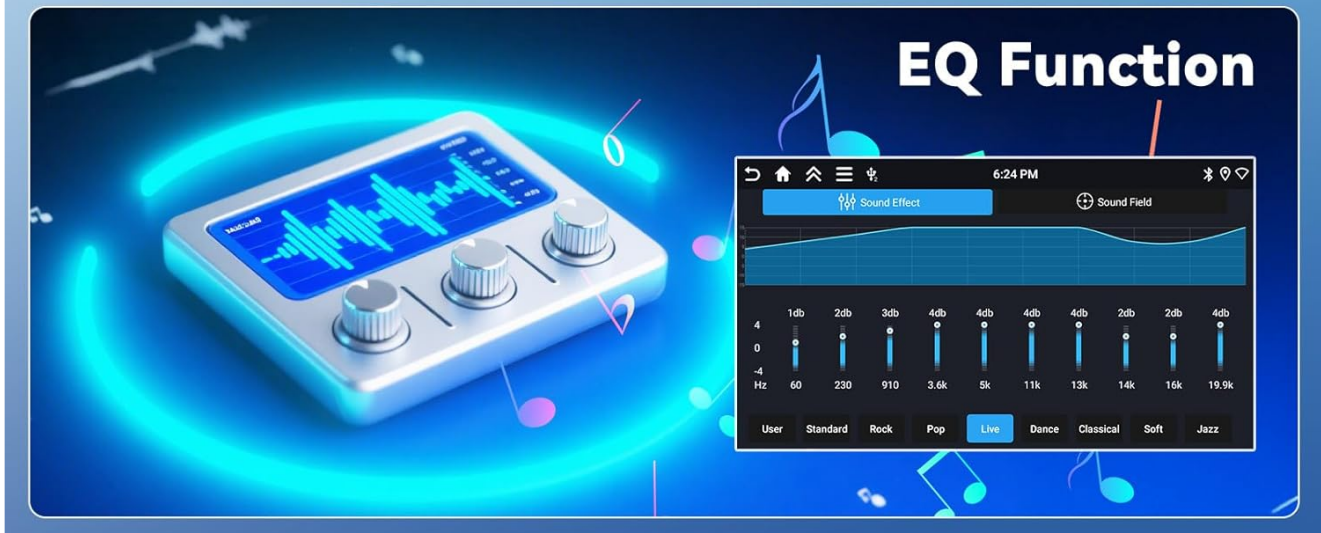 EQ Function
6:24 PM
Sound Effect
Sound Field
1db 2db 3db 4db 4db 4db 4db 2db 2db 4db
4
0
-4
Hz 60 230 910 3.6k 5k 11k 13k 14k 16k 19.9k
User Standard Rock Pop Live Dance Classical Soft Jazz